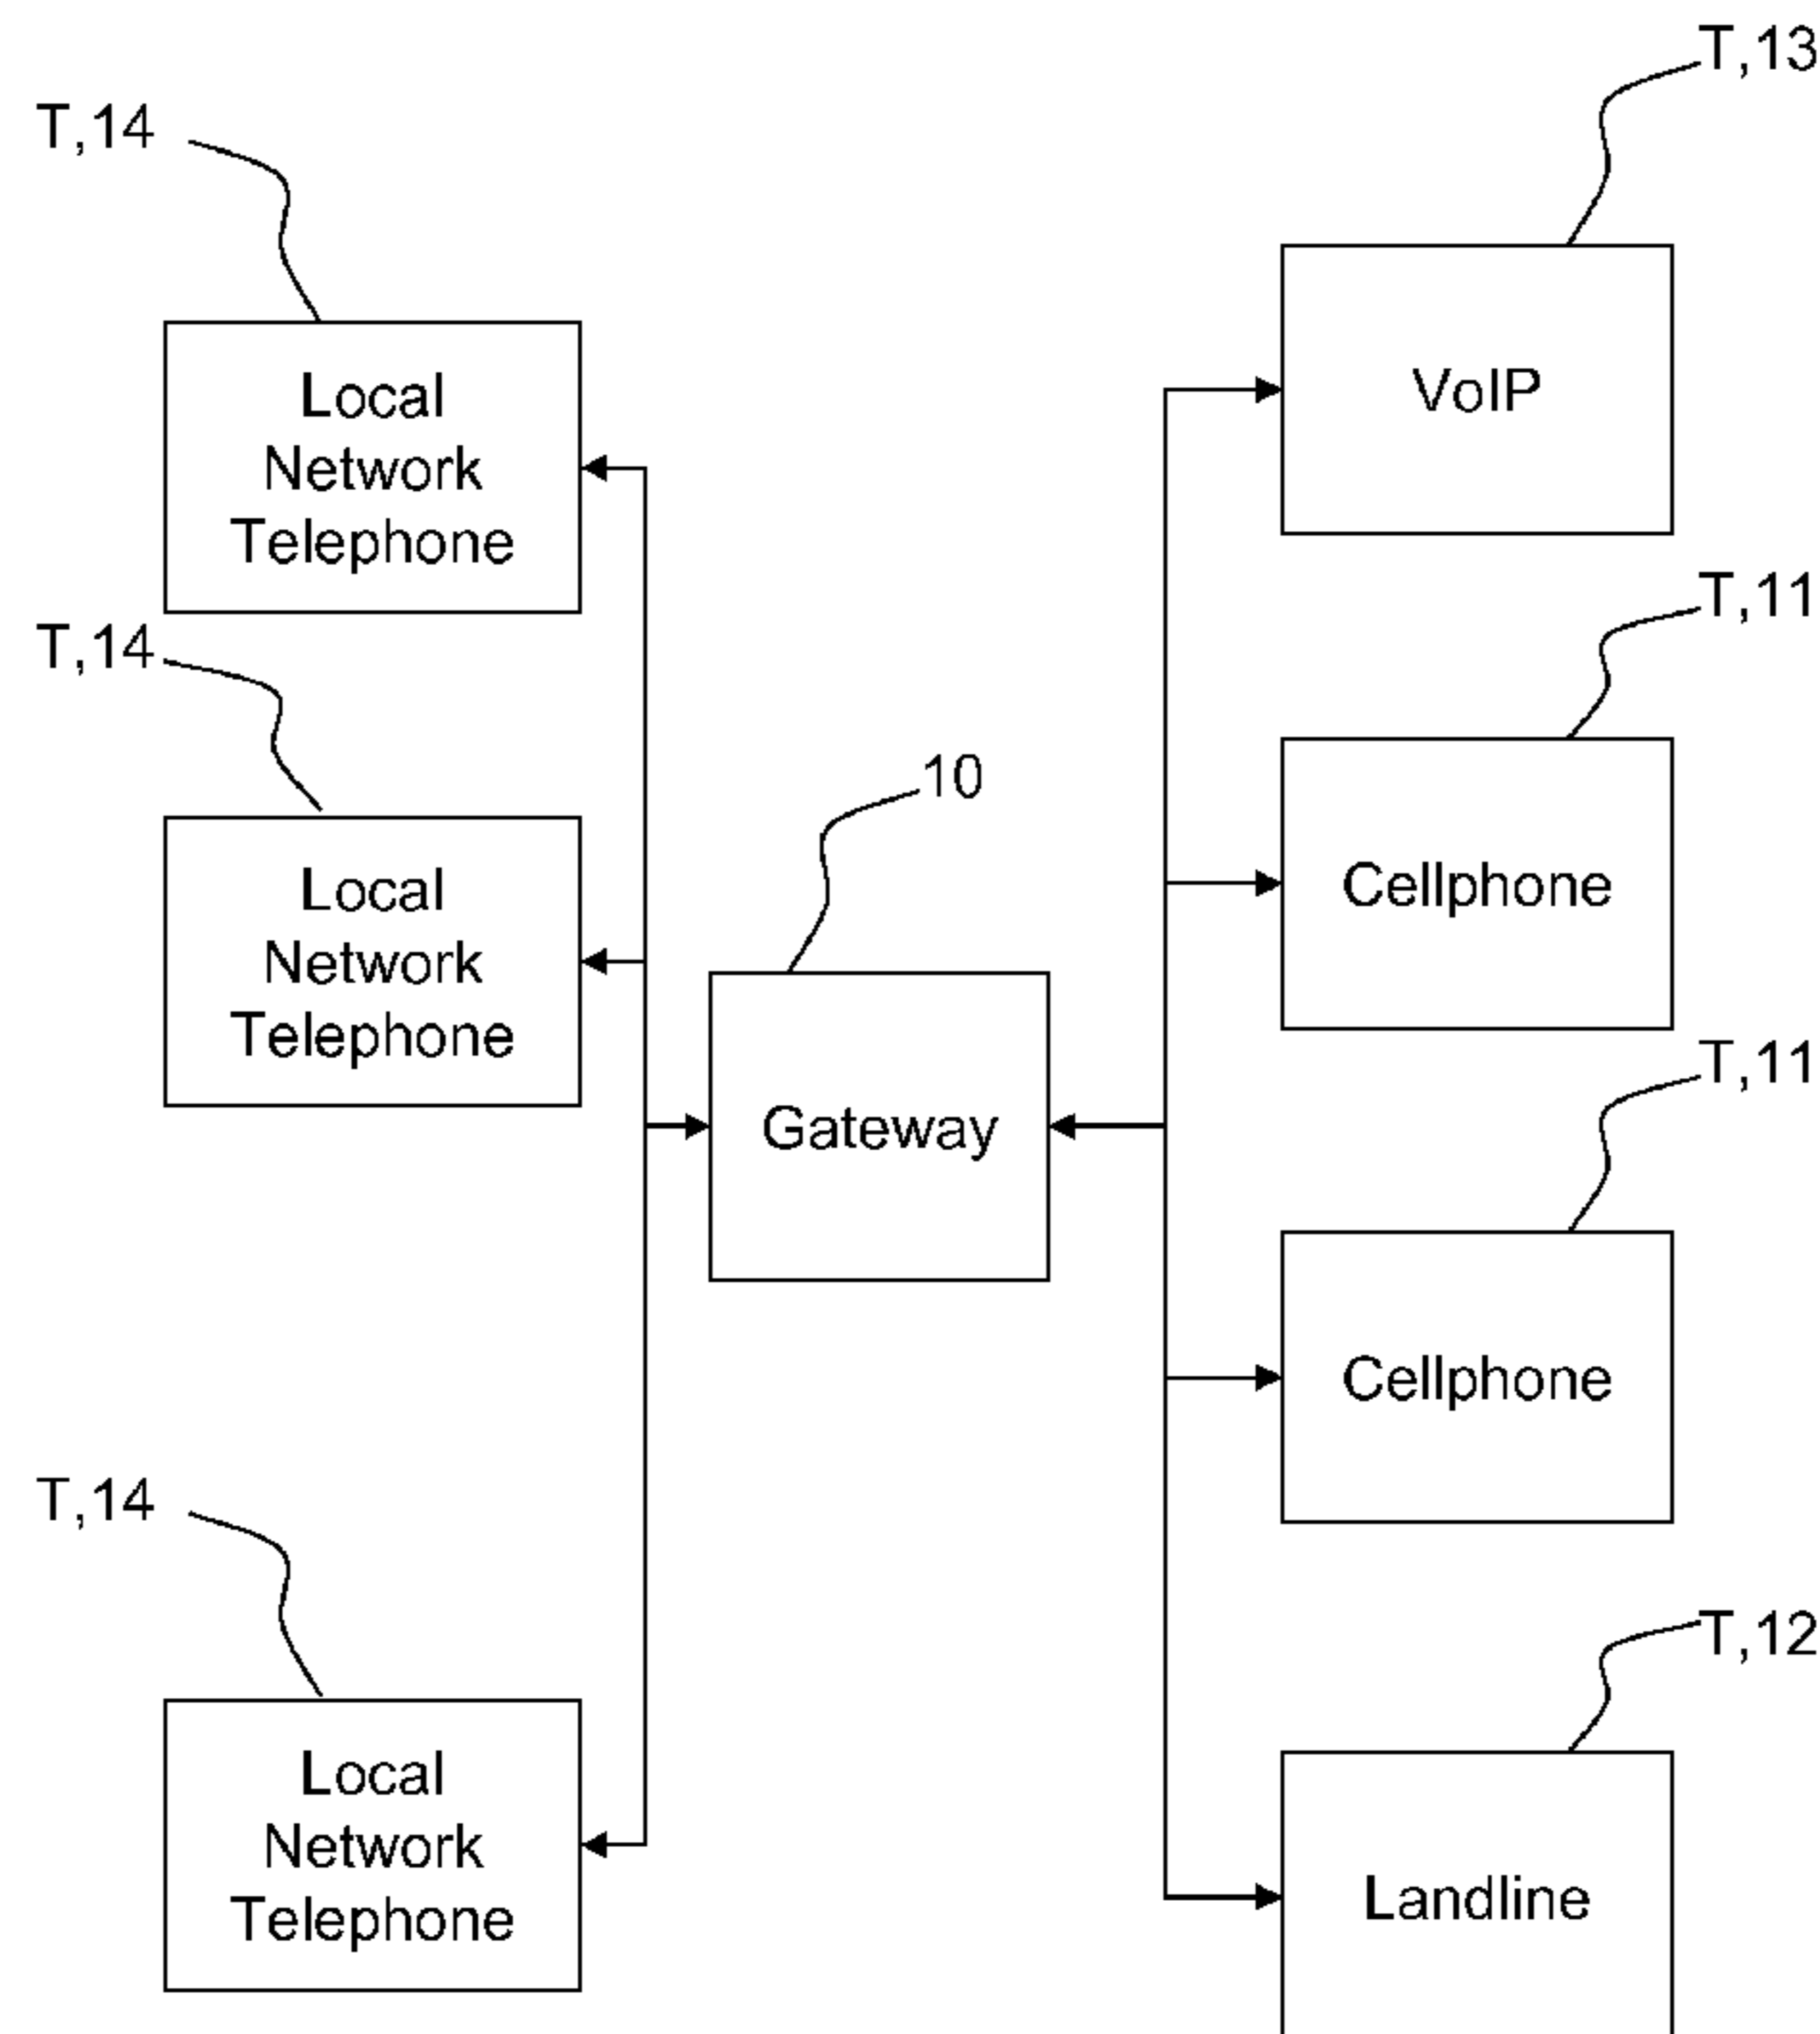 T,13
T,14
VoIP
Local
Network
Telephone
T,11
T,14
10
Cellphone
Local
Network
Telephone
T,11
Gateway
Cellphone
T,14
T,12
Local
Network
Telephone
Landline